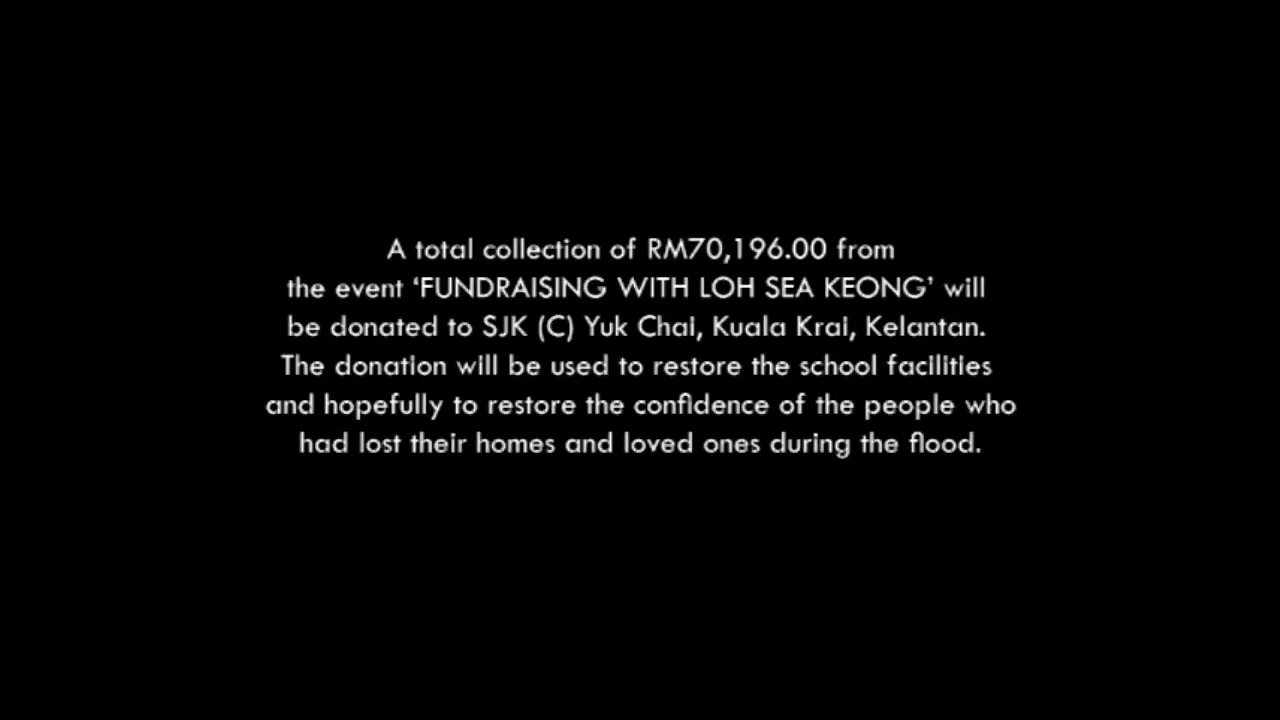 A total collection of RM70,196.00 from
the event ‘FUNDRAISING WITH LOH SEA KEONG’ will
be donated to SJK (C) Yuk Chai, Kuala Krai, Kelantan.
The donation will be used to restore the school facilities
and hopefully to restore the confidence of the people who
had lost their homes and loved ones during the flood.